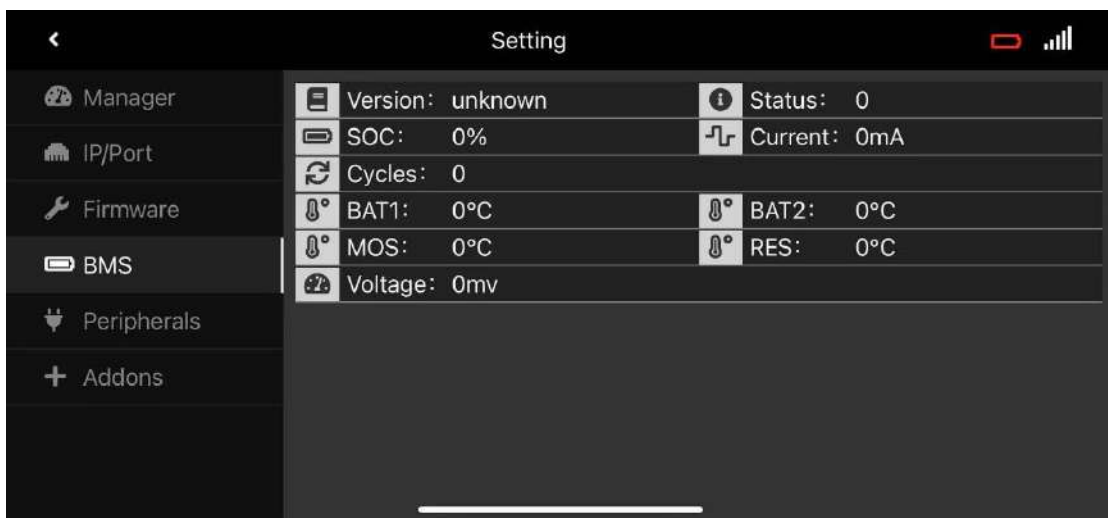 Setting
Manager
IP/Port
Firmware
BMS
Peripherals
Addons
Version: unknown Status: 0
SOC: 0% Current: 0mA
Cycles: 0
BAT1: 0°C BAT2: 0°C
MOS: 0°C RES: 0°C
Voltage: 0mv